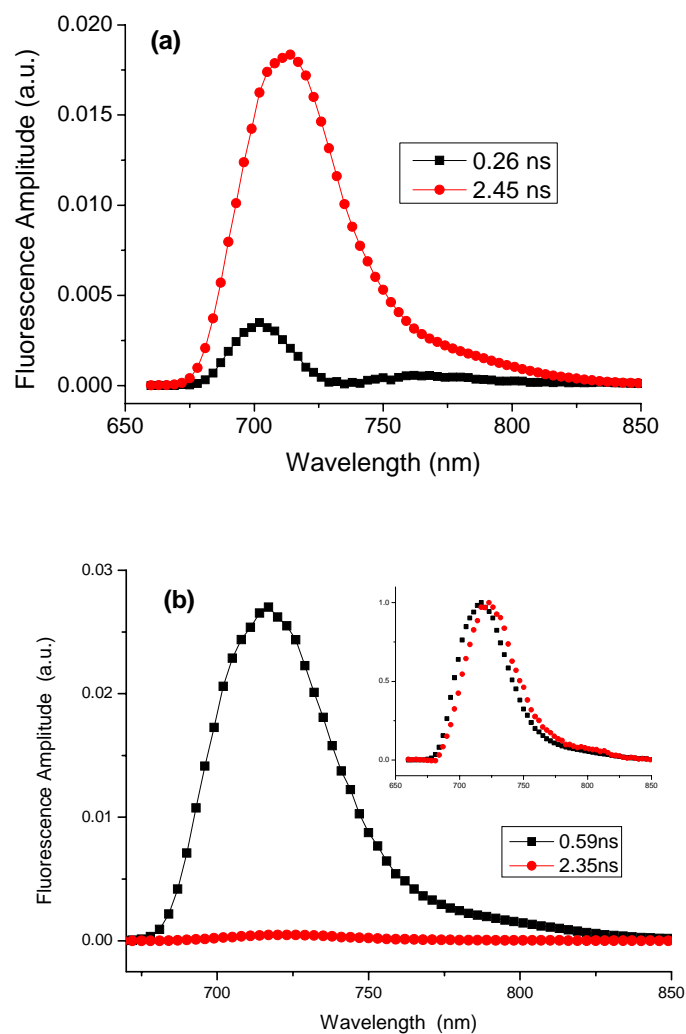 (a)
0.020
0.015
0.010
0.005
0.000
Fluorescence Amplitude (a.u.)
0.26 ns
2.45 ns
650 700 750 800 850
Wavelength (nm)
(b)
0.03
0.02
0.01
0.00
Fluorescence Amplitude (a.u.)
1.0
0.5
0.0
650 700 750 800 850
0.59ns
2.35ns
700 750 800 850
Wavelength (nm)